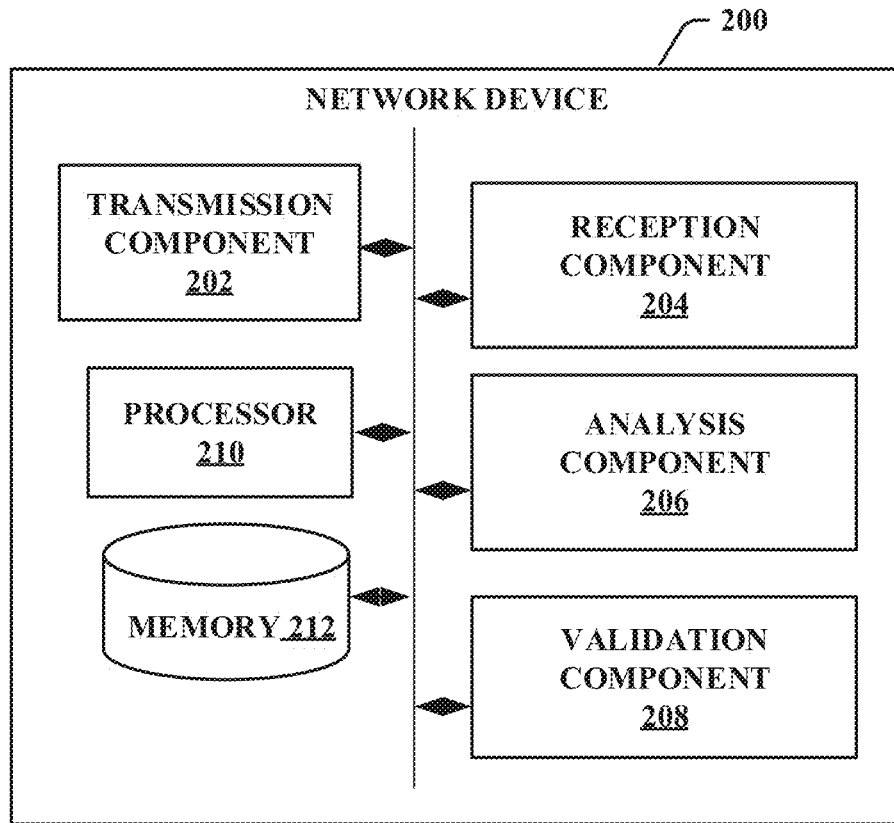 200
NETWORK DEVICE
TRANSMISSION
COMPONENT
202
RECEPTION
COMPONENT
204
PROCESSOR
210
ANALYSIS
COMPONENT
206
MEMORY 212
VALIDATION
COMPONENT
208